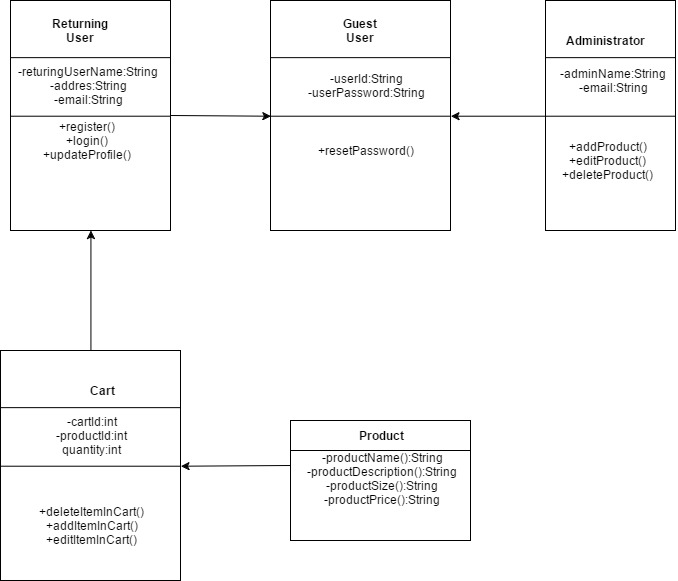 Returning
User
-returingUserName:String
-addres:String
-email:String
+register()
+login()
+updateProfile()
Guest
User
-userId:String
-userPassword:String
+resetPassword()
Administrator
-adminName:String
-email:String
+addProduct()
+editProduct()
+deleteProduct()
Cart
-cartId:int
-productId:int
quantity:int
+deleteItemInCart()
+addItemInCart()
+editItemInCart()
Product
-productName():String
-productDescription():String
-productSize():String
-productPrice():String